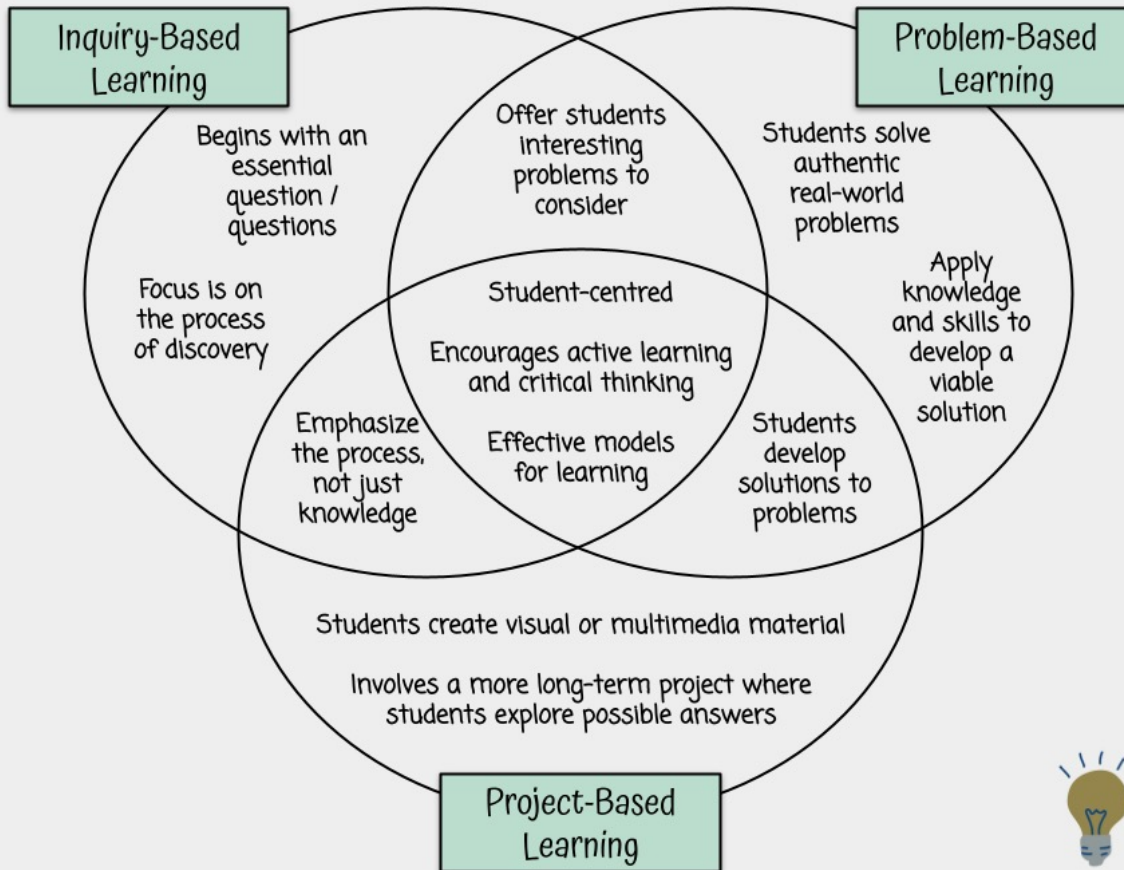 Inquiry-Based
Learning
Problem-Based
Learning
Begins with an
essential
question /
questions
Focus is on
the process
of discovery
Offer students
interesting
problems to
consider
Students solve
authentic
real-world
problems
Apply
knowledge
and skills to
develop a
viable
solution
Student-centred
Encourages active learning
and critical thinking
Effective models
for learning
Emphasize
the process,
not just
knowledge
Students
develop
solutions to
problems
Students create visual or multimedia material
Involves a more long-term project where
students explore possible answers
Project-Based
Learning